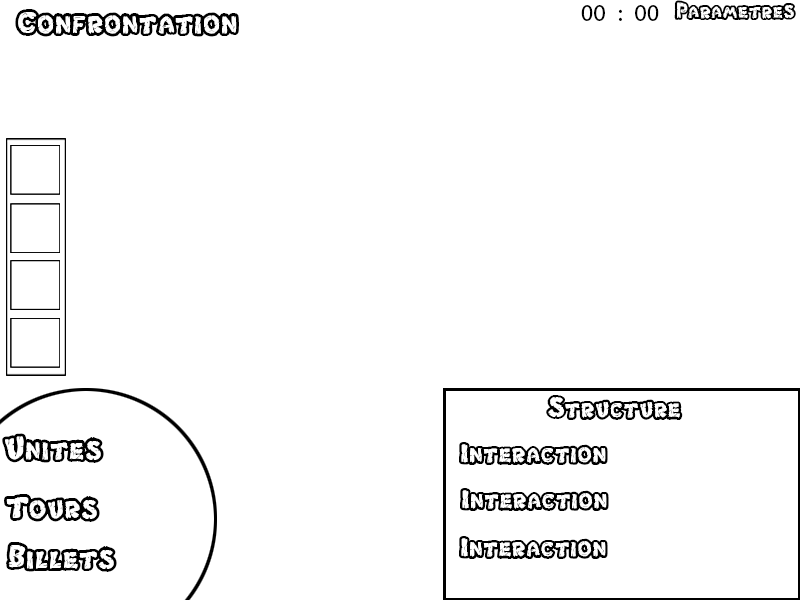 CONFRONTATION
00 : 00 PARAMETRES
STRUCTURE
UNITES
INTERACTION
TOURS
INTERACTION
BILLETS
INTERACTION